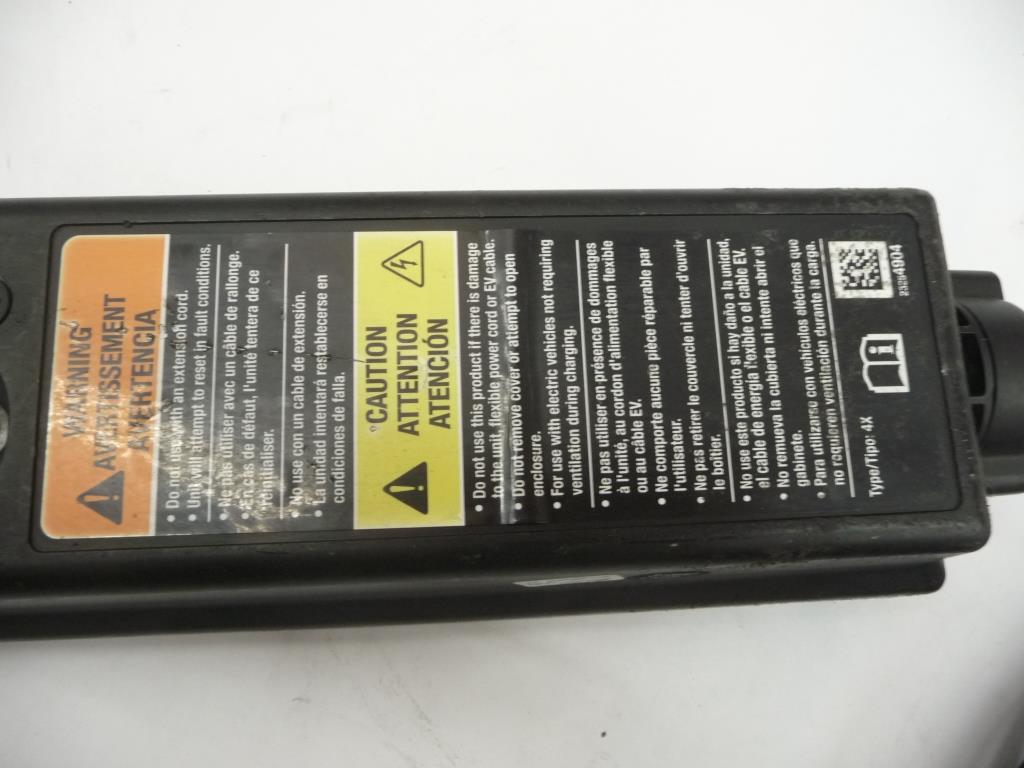 WARNING
AVERTISSEMENT
AVERTENCIA
• Do not use with an extension cord.
• Unit will attempt to reset in fault conditions.
• Ne pas utiliser avec un câble de rallonge.
• En cas de défaut, l'unité tentera de ce
réinitialiser.
• No use con un cable de extensión.
• La unidad intentará restablecerse en
condiciones de falla.
CAUTION
ATTENTION
ATENCIÓN
• Do not use this product if there is damage
to the unit, flexible power cord or EV cable.
• Do not remove cover or attempt to open
enclosure.
• For use with electric vehicles not requiring
ventilation during charging.
• Ne pas utiliser en présence de dommages
à l'unité, au cordon d'alimentation flexible
ou au câble EV.
• Ne comporte aucune pièce réparable par
l'utilisateur.
• Ne pas retirer le couvercle ni tenter d'ouvrir
le boîtier.
• No use este producto si hay daño a la unidad,
el cable de energía flexible o el cable EV.
• No remueva la cubierta ni intente abrir el
gabinete.
• Para utilizarse con vehículos eléctricos que
no requieren ventilación durante la carga.
Type/Tipo: 4X